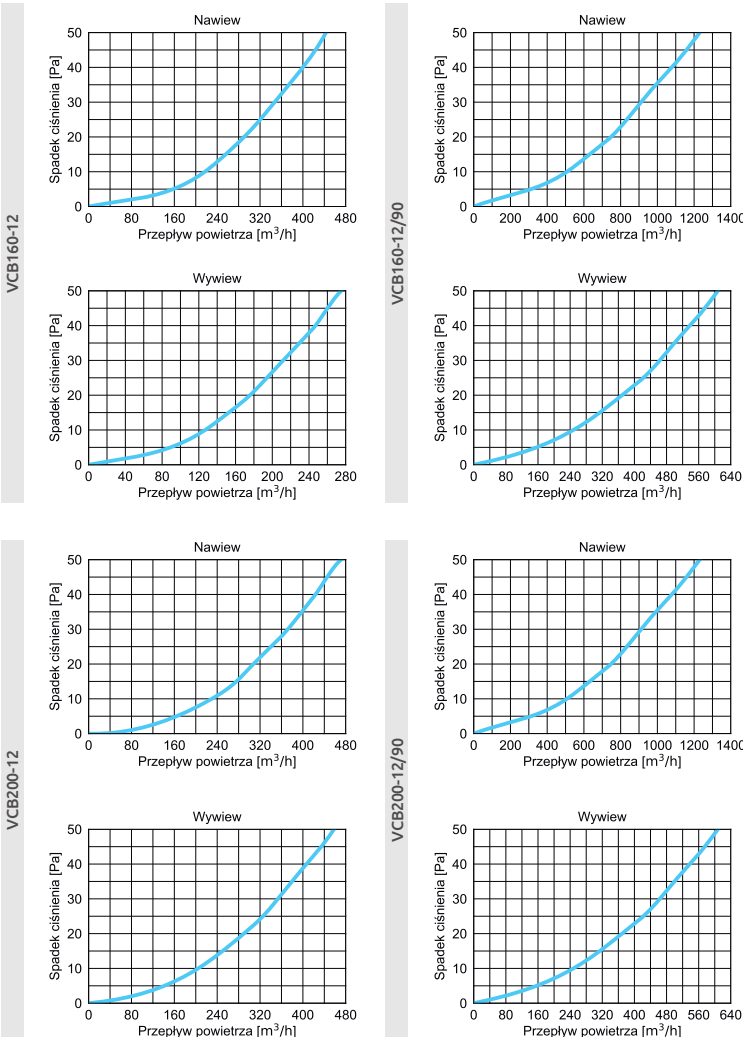 VCB160-12
Nawiew
Spadek ciśnienia [Pa]
50
40
30
20
10
0
0 80 160 240 320 400 480
Przepływ powietrza [m³/h]
Wywiew
Spadek ciśnienia [Pa]
50
40
30
20
10
0
0 40 80 120 160 200 240 280
Przepływ powietrza [m³/h]
VCB160-12/90
Nawiew
Spadek ciśnienia [Pa]
50
40
30
20
10
0
0 200 400 600 800 1000 1200 1400
Przepływ powietrza [m³/h]
Wywiew
Spadek ciśnienia [Pa]
50
40
30
20
10
0
0 80 160 240 320 400 480 560 640
Przepływ powietrza [m³/h]
VCB200-12
Nawiew
Spadek ciśnienia [Pa]
50
40
30
20
10
0
0 80 160 240 320 400 480
Przepływ powietrza [m³/h]
Wywiew
Spadek ciśnienia [Pa]
50
40
30
20
10
0
0 80 160 240 320 400 480
Przepływ powietrza [m³/h]
VCB200-12/90
Nawiew
Spadek ciśnienia [Pa]
50
40
30
20
10
0
0 200 400 600 800 1000 1200 1400
Przepływ powietrza [m³/h]
Wywiew
Spadek ciśnienia [Pa]
50
40
30
20
10
0
0 80 160 240 320 400 480 560 640
Przepływ powietrza [m³/h]